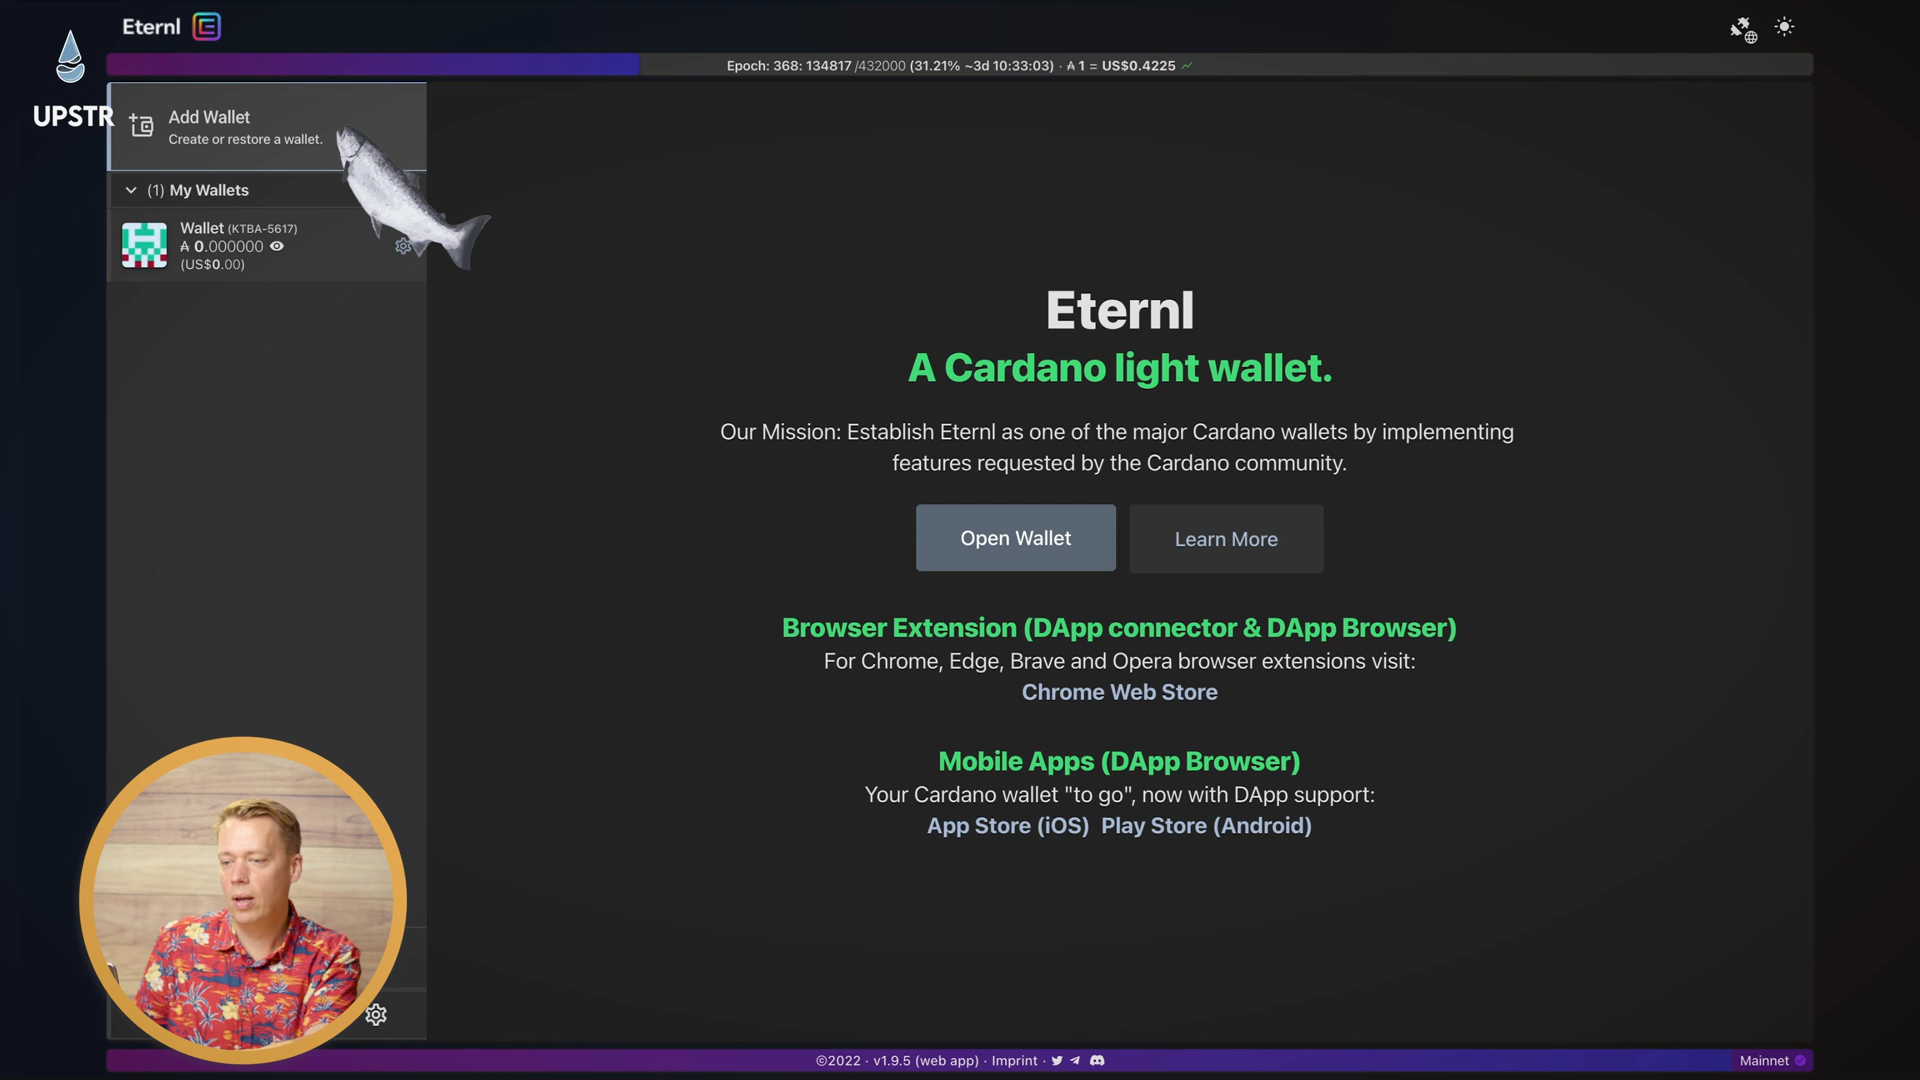 Eternl
UPSTR
Epoch: 368: 134817 /432000 (31.21% ~3d 10:33:03) · ₳ 1 = US$0.4225
Add Wallet
Create or restore a wallet.
(1) My Wallets
Wallet (KTBA-5617)
₳ 0.000000
(US$0.00)
Eternl
A Cardano light wallet.
Our Mission: Establish Eternl as one of the major Cardano wallets by implementing
features requested by the Cardano community.
Open Wallet
Learn More
Browser Extension (DApp connector & DApp Browser)
For Chrome, Edge, Brave and Opera browser extensions visit:
Chrome Web Store
Mobile Apps (DApp Browser)
Your Cardano wallet "to go", now with DApp support:
App Store (iOS) Play Store (Android)
©2022 · v1.9.5 (web app) · Imprint ·
Mainnet